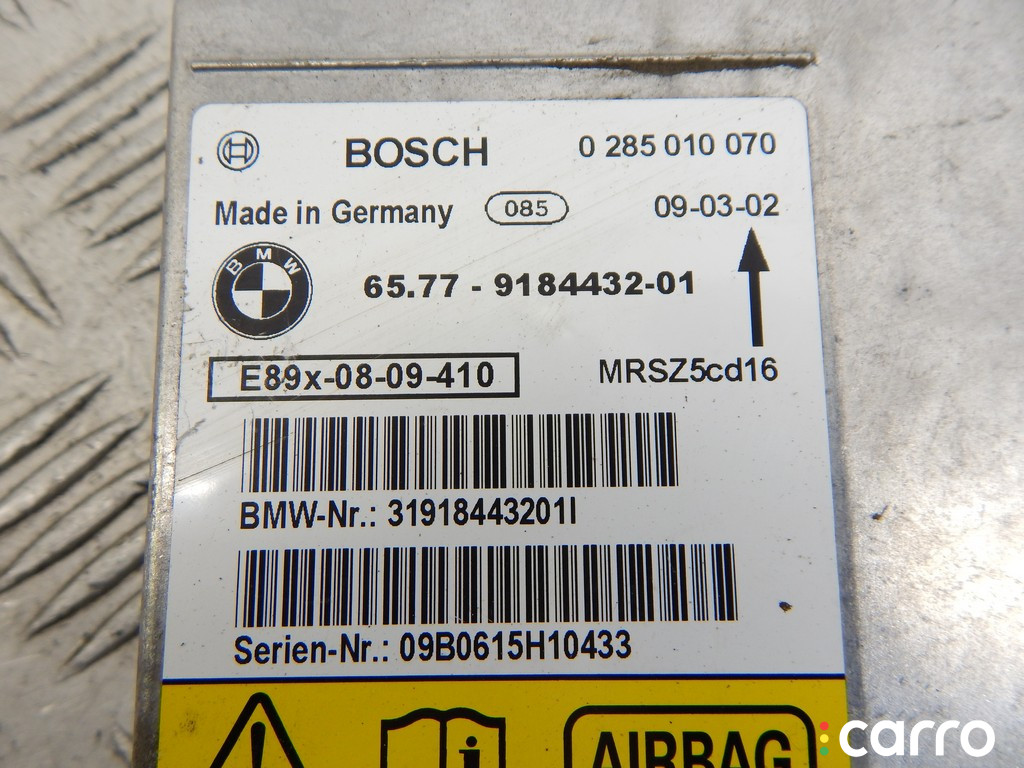 BOSCH 0 285 010 070
Made in Germany 085 09-03-02
BMW
65.77 - 9184432-01
E89x-08-09-410 MRSZ5cd16
BMW-Nr.: 31918443201I
Serien-Nr.: 09B0615H10433
AIRBAG
carro